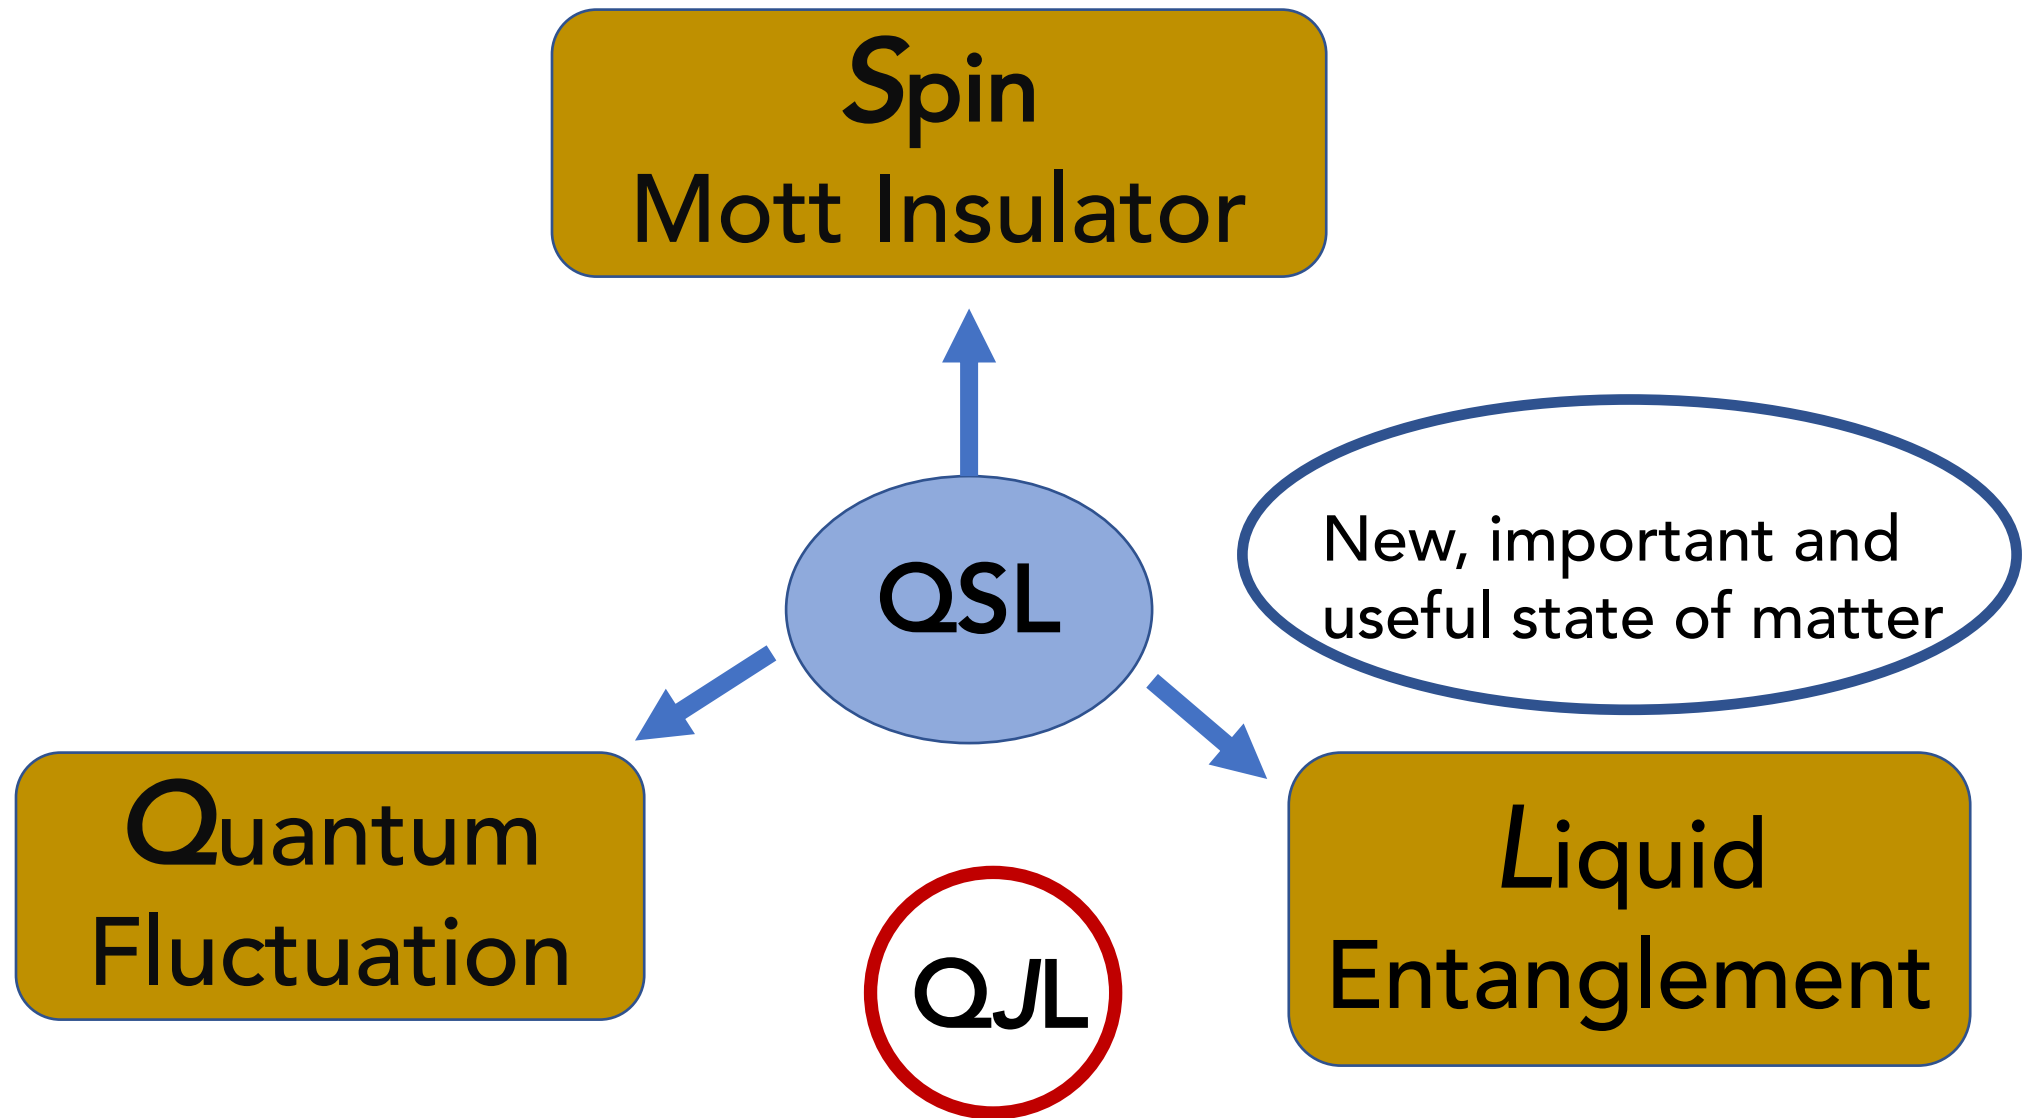 Spin
Mott Insulator
QSL
New, important and
useful state of matter
Quantum
Fluctuation
Liquid
Entanglement
QJL